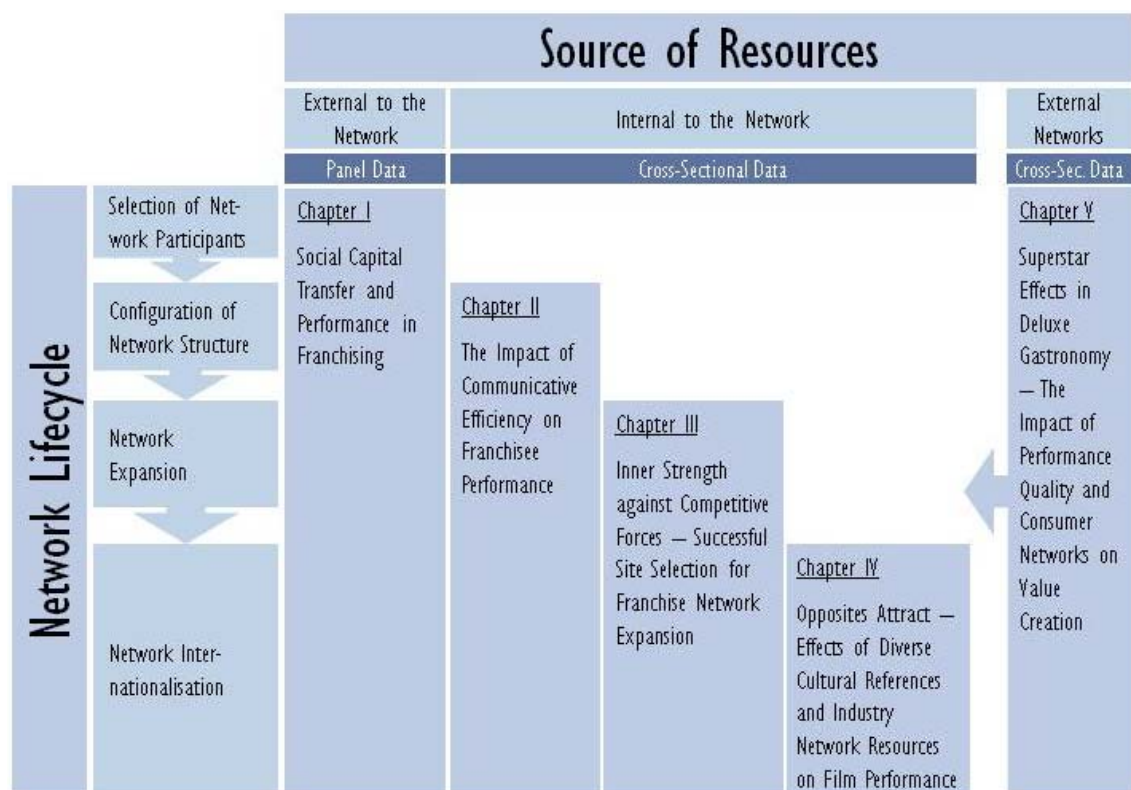 Source of Resources
External to the
Network
Internal to the Network
External
Networks
Panel Data
Cross-Sectional Data
Cross-Sec. Data
Network Lifecycle
Selection of Net-
work Participants
Configuration of
Network Structure
Network
Expansion
Network Inter-
nationalisation
Chapter I
Social Capital
Transfer and
Performance in
Franchising
Chapter II
The Impact of
Communicative
Efficiency on
Franchisee
Performance
Chapter III
Inner Strength
against Competitive
Forces – Successful
Site Selection for
Franchise Network
Expansion
Chapter IV
Opposites Attract –
Effects of Diverse
Cultural References
and Industry
Network Resources
on Film Performance
Chapter V
Superstar
Effects in
Deluxe
Gastronomy
– The
Impact of
Performance
Quality and
Consumer
Networks on
Value
Creation